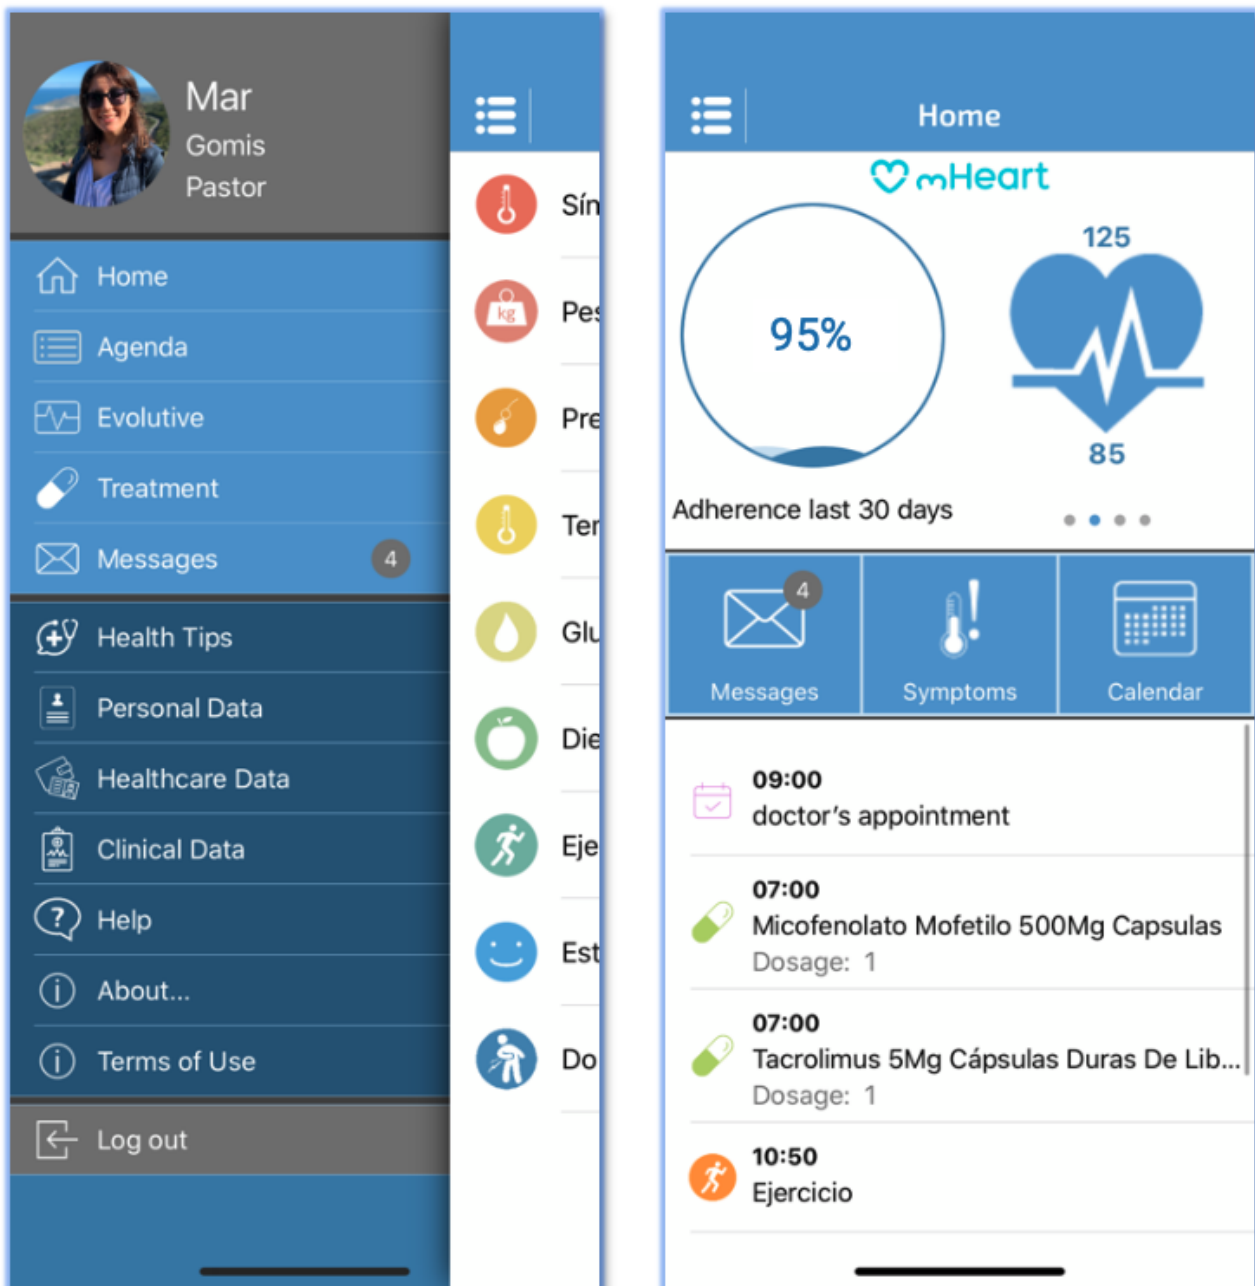 Mar
Gomis
Pastor
Home
Agenda
Evolutive
Treatment
Messages 4
Health Tips
Personal Data
Healthcare Data
Clinical Data
Help
About...
Terms of Use
Log out
Sín
kg
Pes
Pre
Ter
Glu
Die
Eje
Est
Do
Home
mHeart
125
95%
85
Adherence last 30 days
4
Messages Symptoms Calendar
09:00
doctor's appointment
07:00
Micofenolato Mofetilo 500Mg Capsulas
Dosage: 1
07:00
Tacrolimus 5Mg Cápsulas Duras De Lib...
Dosage: 1
10:50
Ejercicio